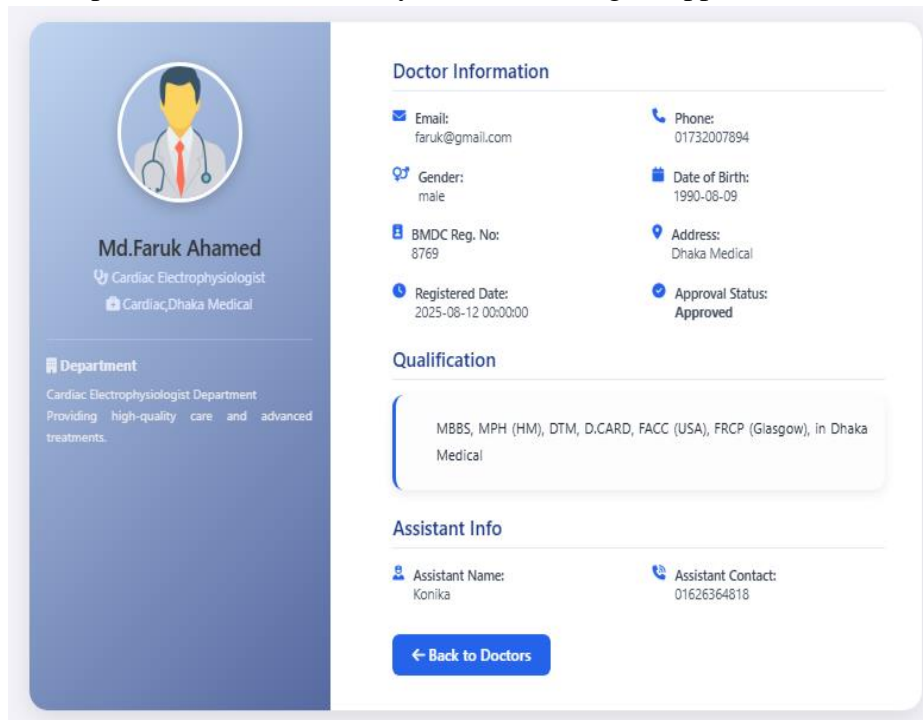 Md.Faruk Ahamed
Cardiac Electrophysiologist
Cardiac,Dhaka Medical
Department
Cardiac Electrophysiologist Department
Providing high-quality care and advanced
treatments.
Doctor Information
Email:
faruk@gmail.com
Phone:
01732007894
Gender:
male
Date of Birth:
1990-08-09
BMDC Reg. No:
8769
Address:
Dhaka Medical
Registered Date:
2025-08-12 00:00:00
Approval Status:
Approved
Qualification
MBBS, MPH (HM), DTM, D.CARD, FACC (USA), FRCP (Glasgow), in Dhaka
Medical
Assistant Info
Assistant Name:
Konika
Assistant Contact:
01626364818
← Back to Doctors